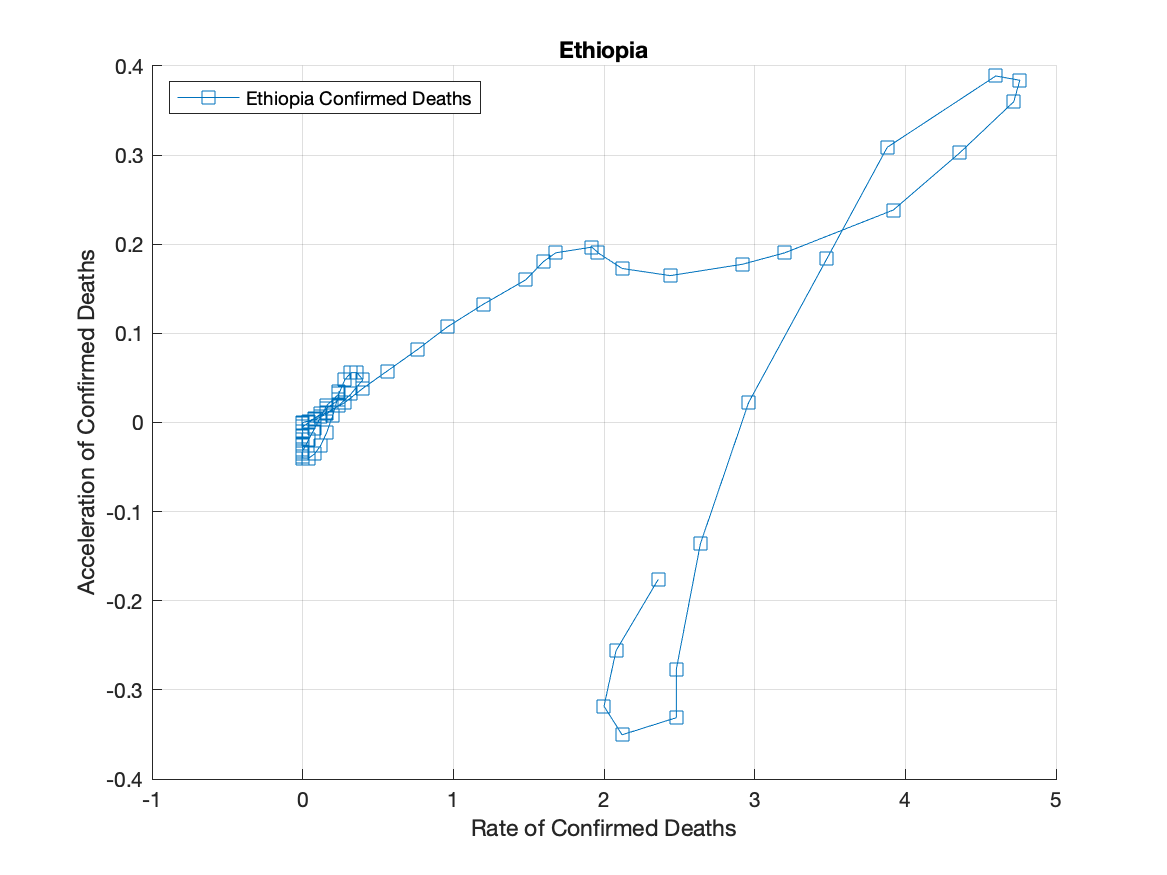 Ethiopia
Ethiopia Confirmed Deaths
Acceleration of Confirmed Deaths
0.4
0.3
0.2
0.1
0
-0.1
-0.2
-0.3
-0.4
-1 0 1 2 3 4 5
Rate of Confirmed Deaths